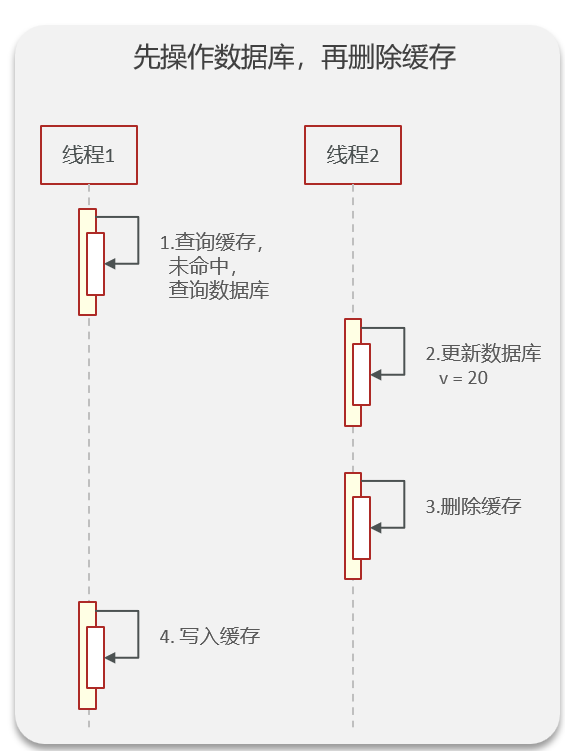 先操作数据库，再删除缓存
线程1
线程2
1.查询缓存，
未命中，
查询数据库
2.更新数据库
v = 20
3.删除缓存
4. 写入缓存